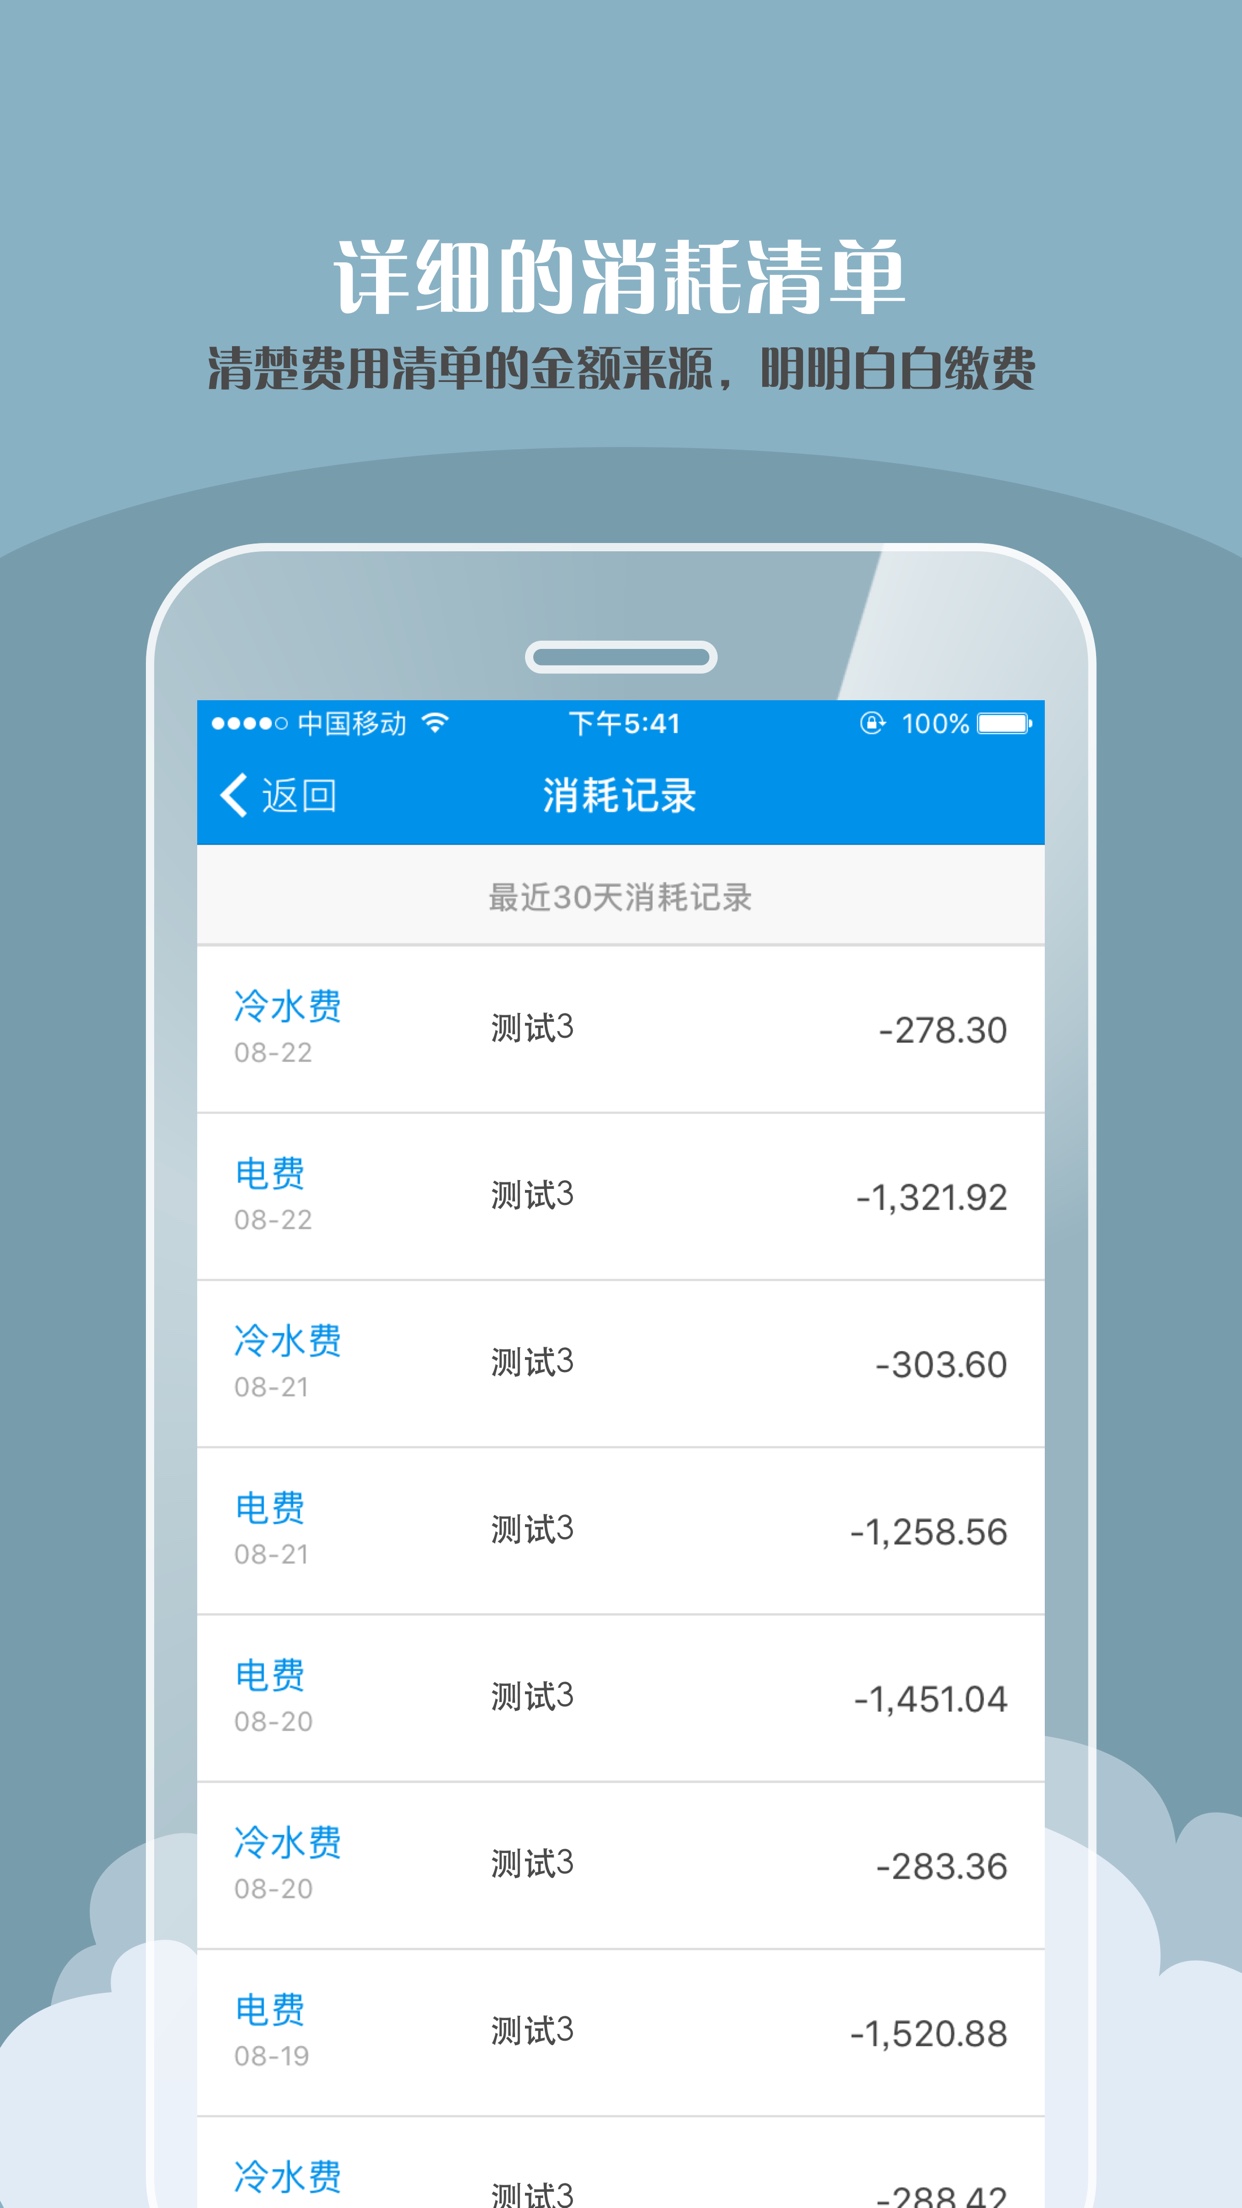 详细的消耗清单
清楚费用清单的金额来源，明明白白缴费
中国移动 下午5:41 100%
返回 消耗记录
最近30天消耗记录
冷水费 测试3 -278.30
08-22
电费 测试3 -1,321.92
08-22
冷水费 测试3 -303.60
08-21
电费 测试3 -1,258.56
08-21
电费 测试3 -1,451.04
08-20
冷水费 测试3 -283.36
08-20
电费 测试3 -1,520.88
08-19
冷水费 测试3 -288.42